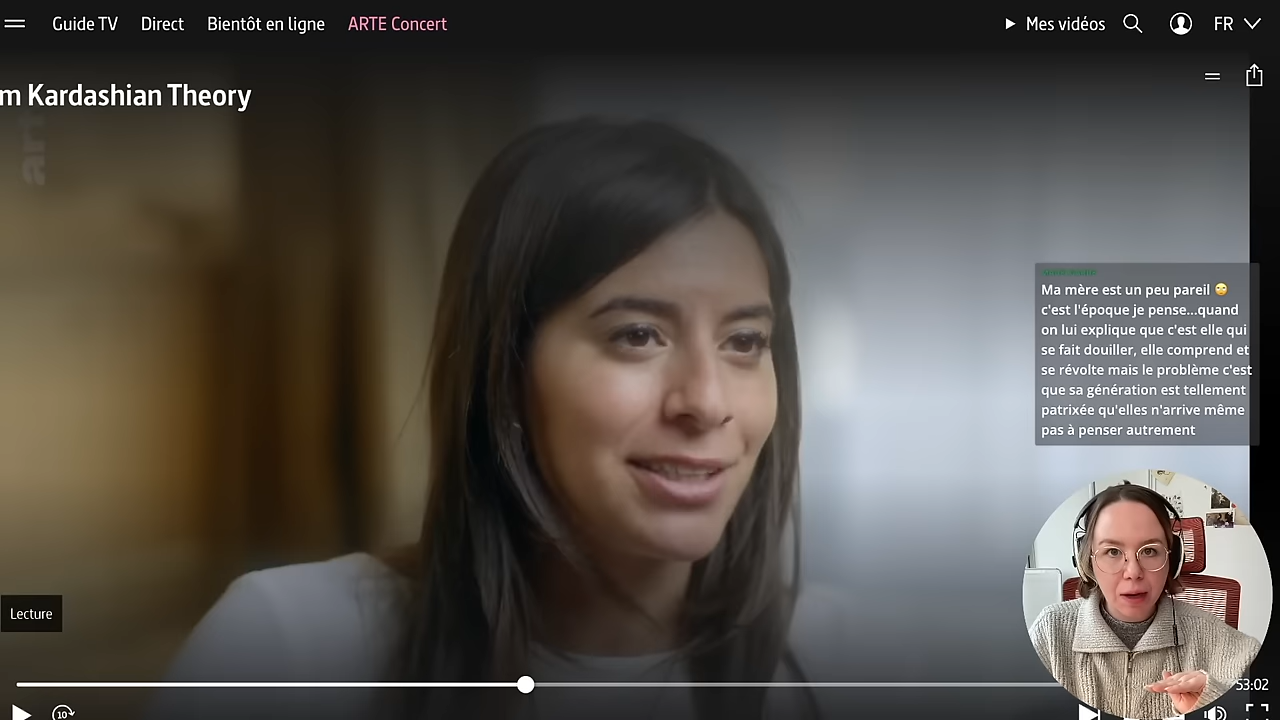 Guide TV Direct Bientôt en ligne ARTE Concert Mes vidéos FR
m Kardashian Theory
art
Ma mère est un peu pareil 🙄
c'est l'époque je pense...quand
on lui explique que c'est elle qui
se fait douiller, elle comprend et
se révolte mais le problème c'est
que sa génération est tellement
patrixée qu'elles n'arrive même
pas à penser autrement
Lecture
53:02
10